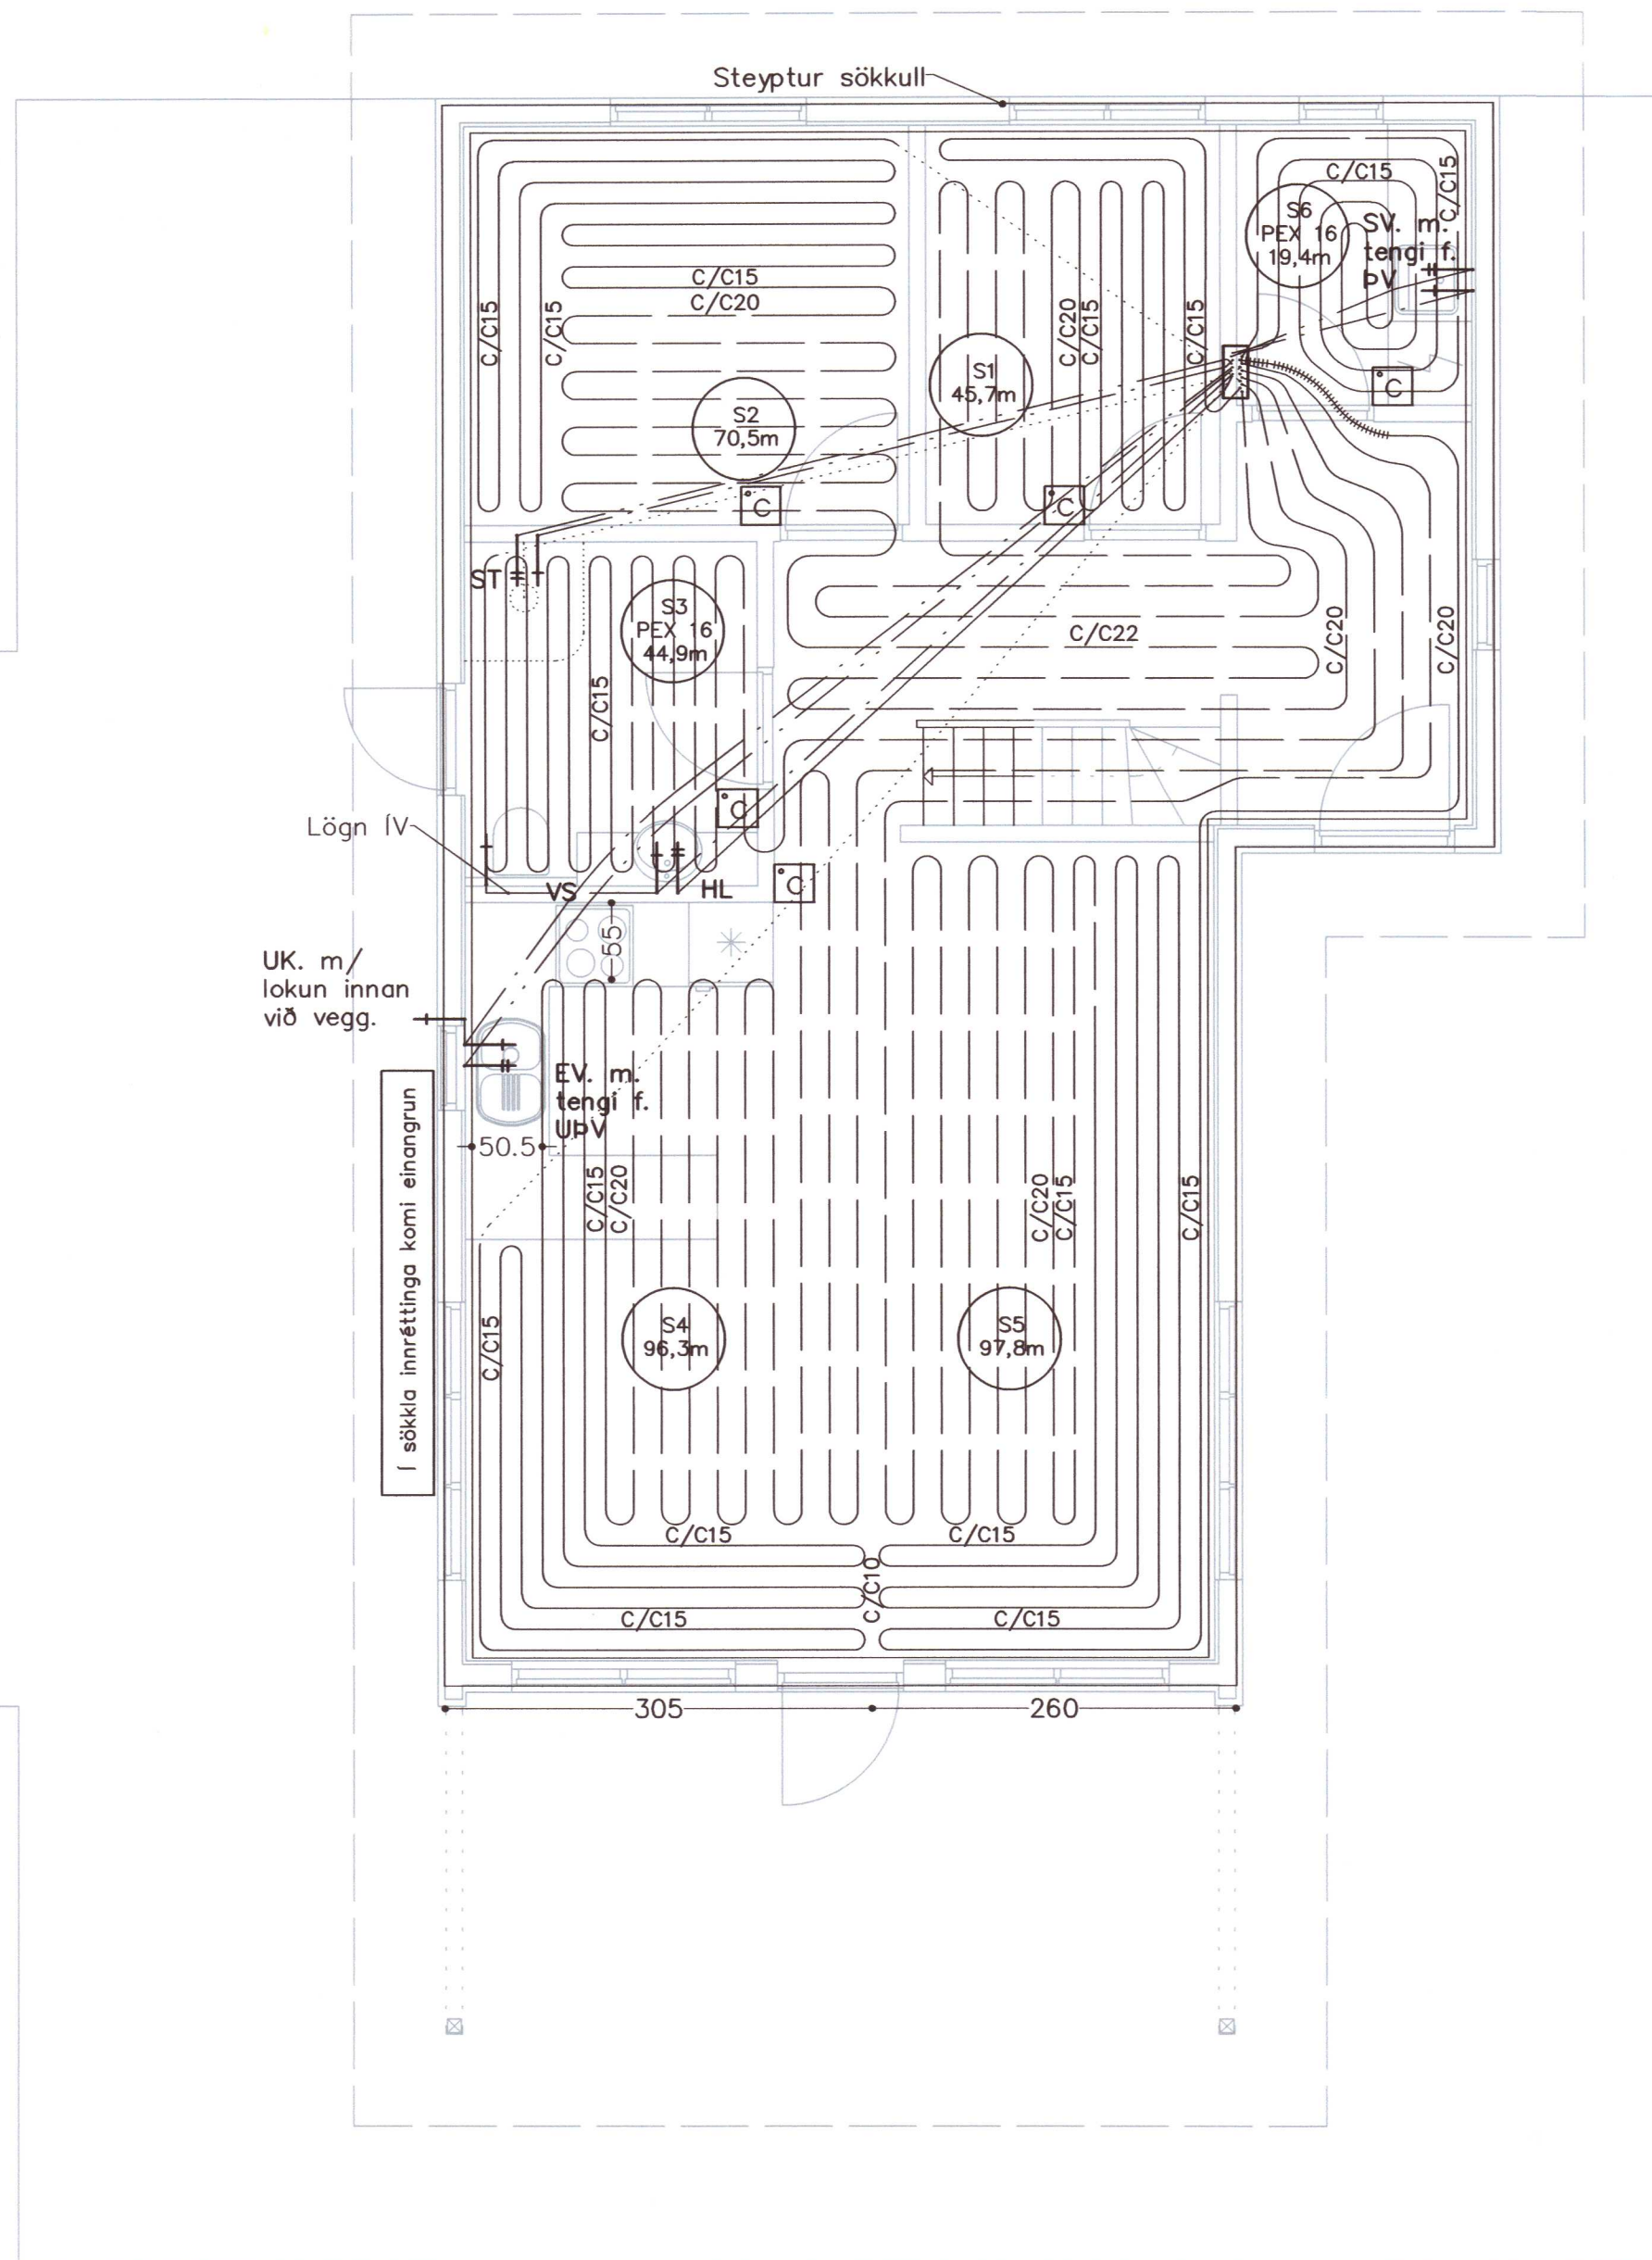 Steyptur sökkull
C/C15
C/C15
S6
PEX 16
19,4m
SV. m.
tengi f.
ÞV
C/C15
C/C20
C/C15
C/C15
C/C20
C/C15
C/C15
S1
45,7m
C
S2
70,5m
C
C
ST
S3
PEX 16
44,9m
C/C22
C/C20
C/C20
C/C15
C
Lögn ÍV
VS
HL
C
55
UK. m/
lokun innan
við vegg.
EV. m.
tengi f.
UÞV
50.5
Í sökkla innréttinga komi einangrun
C/C15
C/C20
C/C20
C/C15
C/C15
C/C15
S4
96,3m
S5
97,8m
C/C15
C/C15
C/C10
C/C15
C/C15
305
260